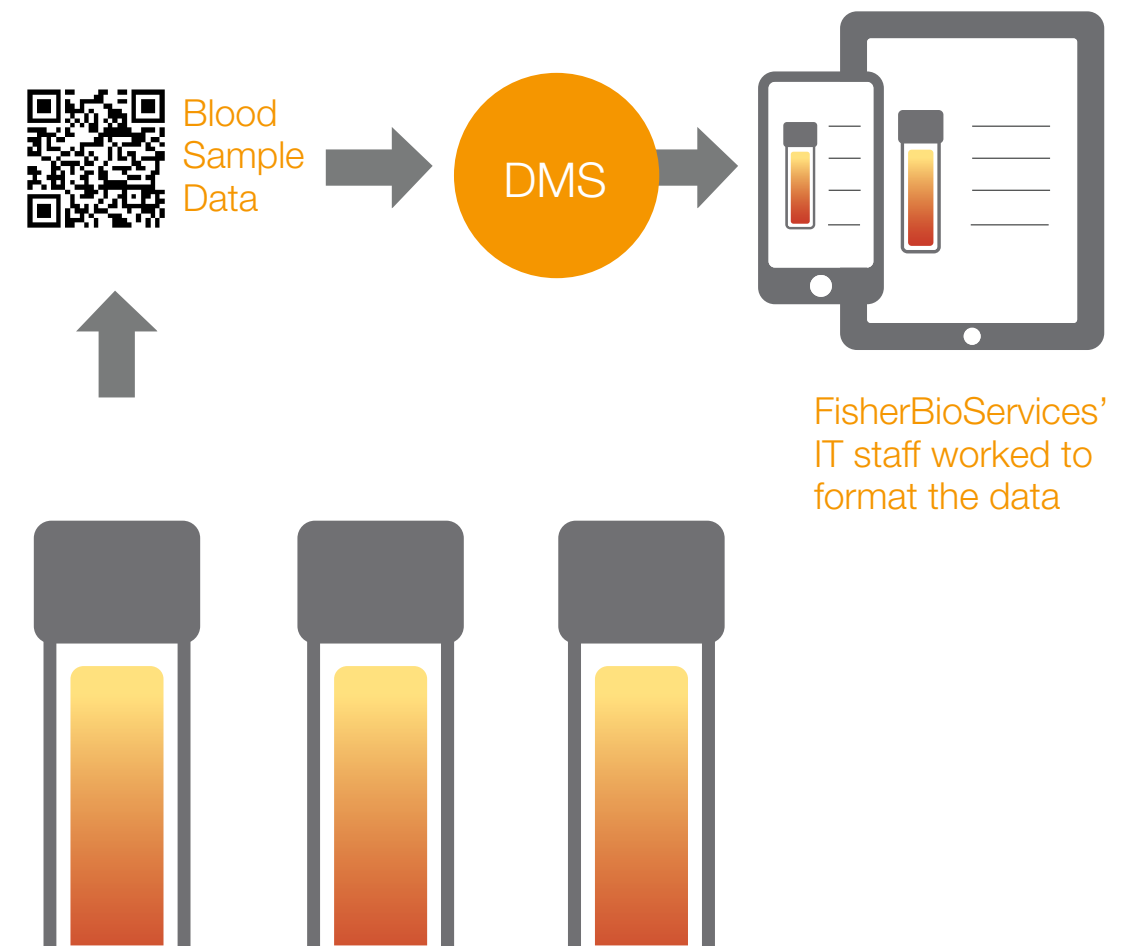 Blood
Sample
Data
DMS
FisherBioServices’
IT staff worked to
format the data